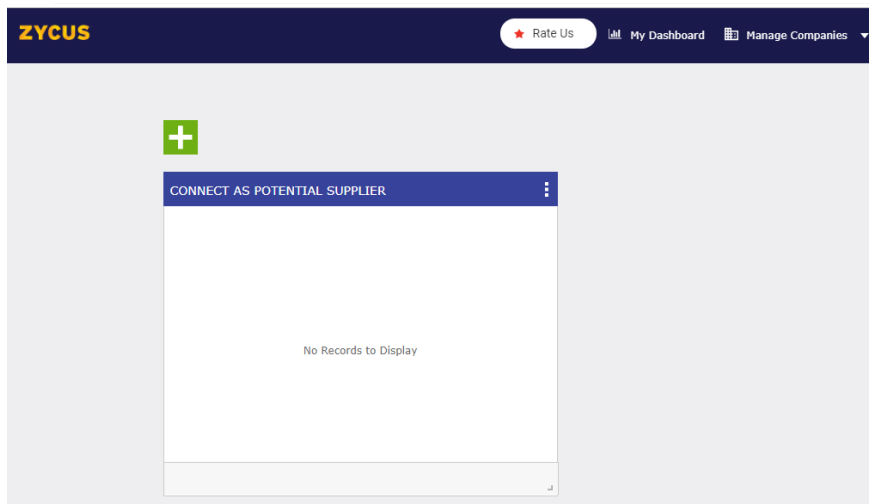 ZYCUS
Rate Us
My Dashboard
Manage Companies
CONNECT AS POTENTIAL SUPPLIER
No Records to Display